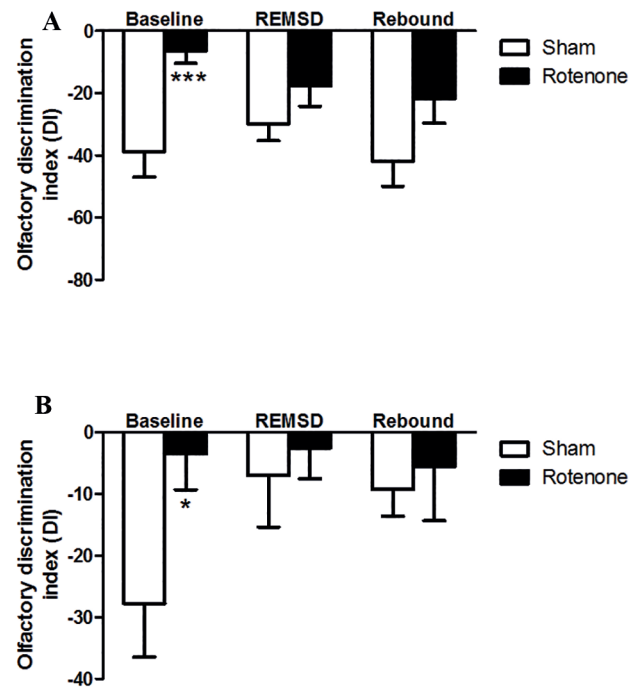 A
Baseline REMSD Rebound
Olfactory discrimination
index (DI)
0
-20
-40
-60
-80
***
Sham
Rotenone
B
Baseline REMSD Rebound
Olfactory discrimination
index (DI)
0
-10
-20
-30
-40
*
Sham
Rotenone